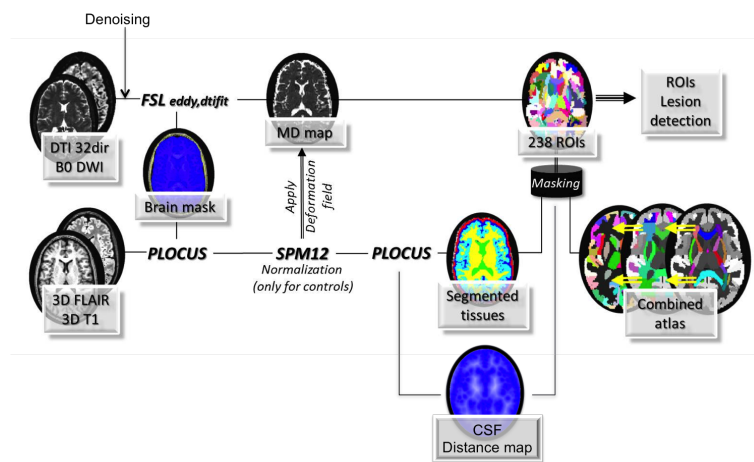 Denoising
FSL eddy,dtifit
DTI 32dir
B0 DWI
MD map
238 ROIs
ROIs
Lesion
detection
Brain mask
Apply
Deformation
field
Masking
PLOCUS
SPM12
Normalization
(only for controls)
PLOCUS
3D FLAIR
3D T1
Segmented
tissues
Combined
atlas
CSF
Distance map